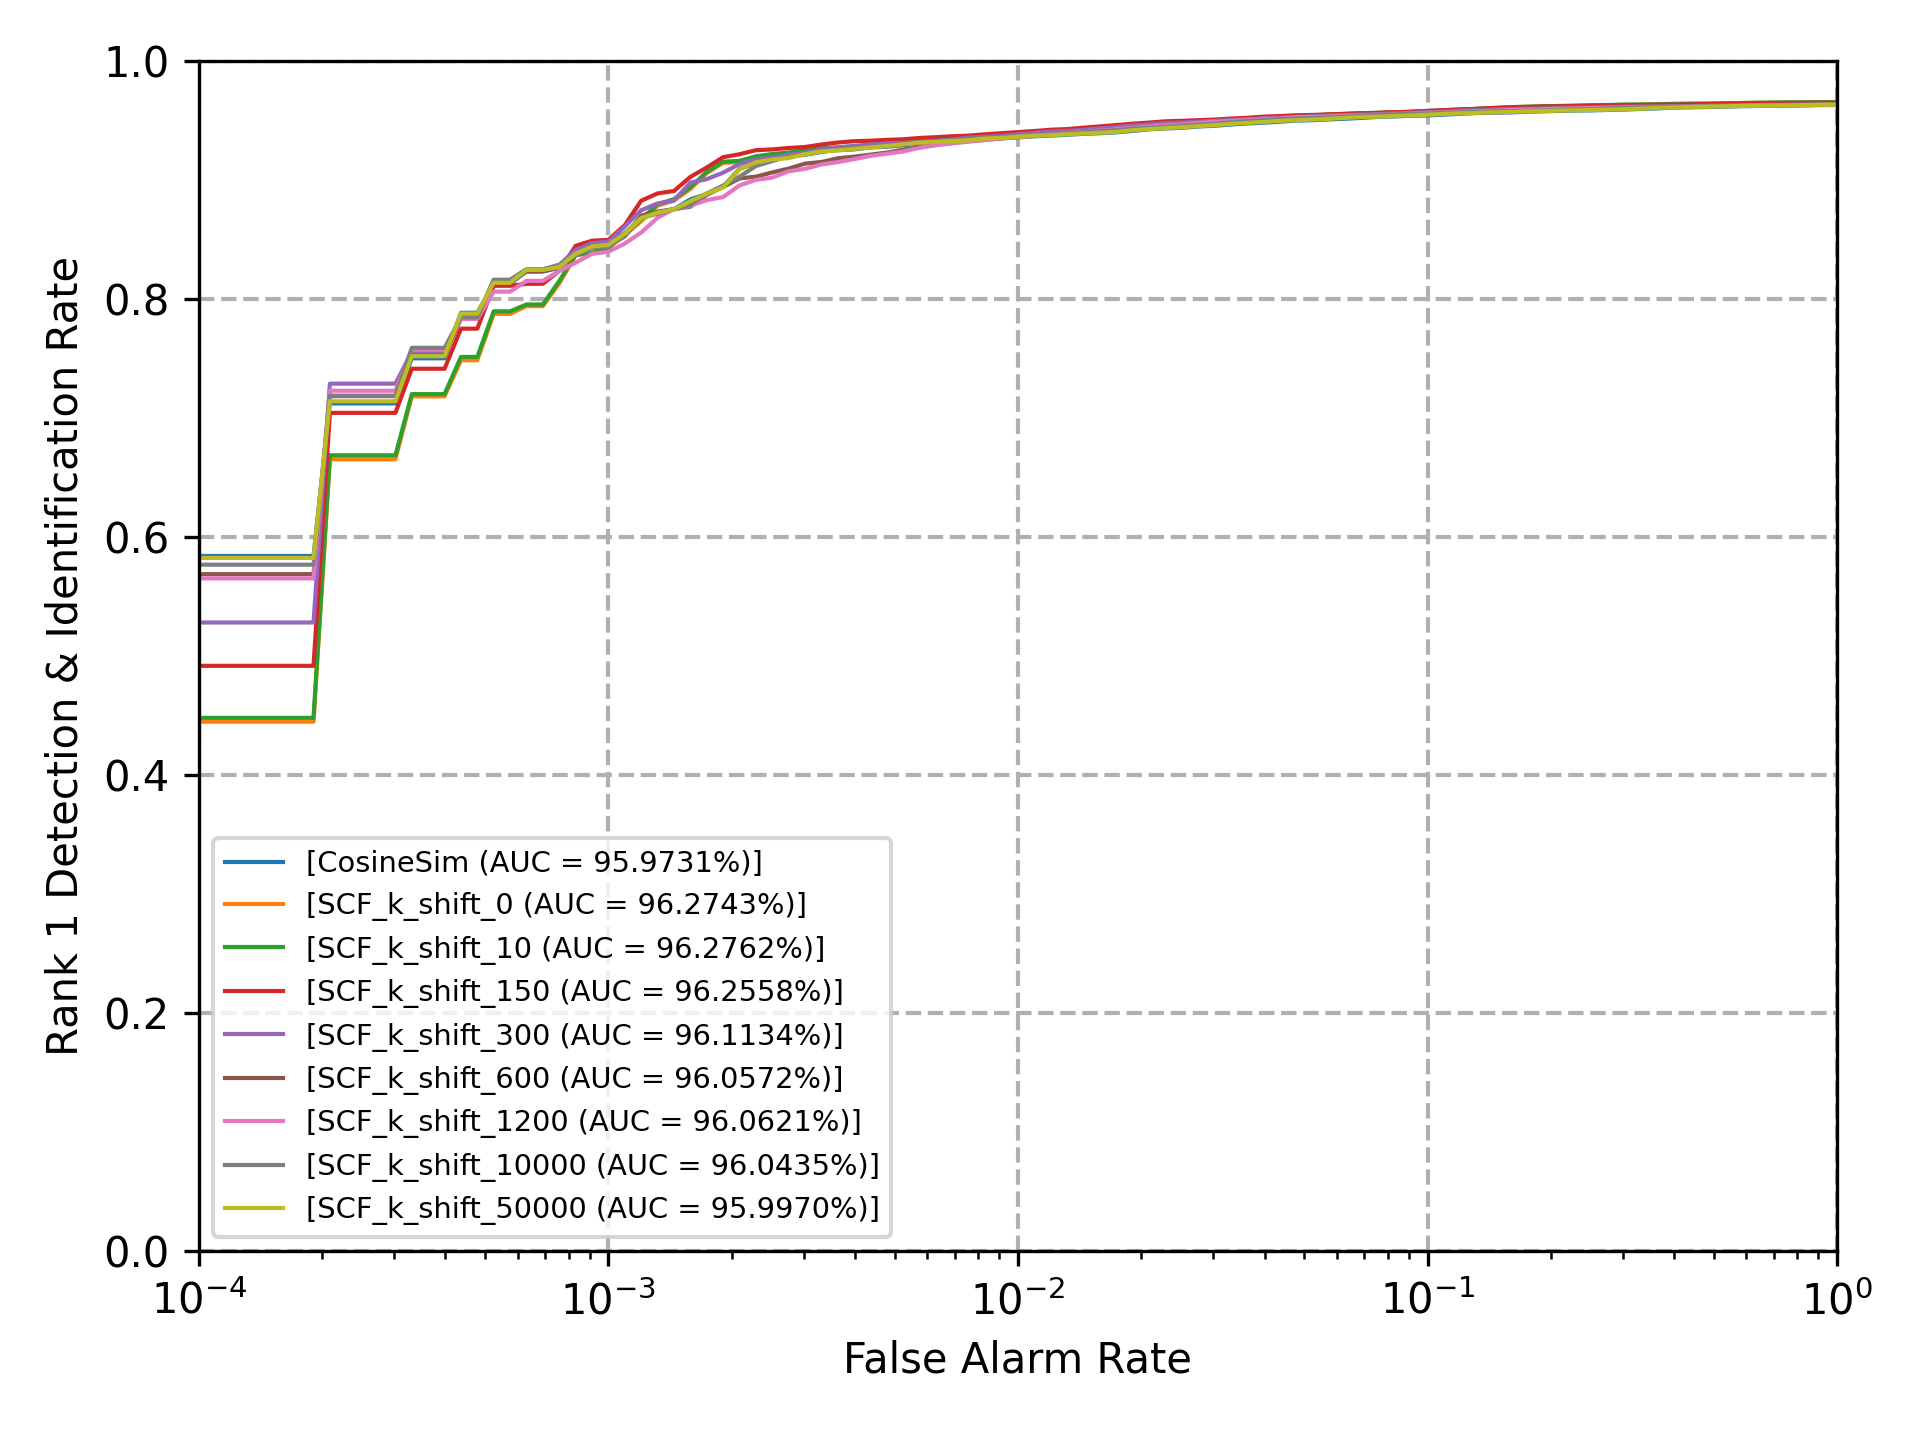 1.0
0.8
0.6
0.4
0.2
0.0
Rank 1 Detection & Identification Rate
[CosineSim (AUC = 95.9731%)]
[SCF_k_shift_0 (AUC = 96.2743%)]
[SCF_k_shift_10 (AUC = 96.2762%)]
[SCF_k_shift_150 (AUC = 96.2558%)]
[SCF_k_shift_300 (AUC = 96.1134%)]
[SCF_k_shift_600 (AUC = 96.0572%)]
[SCF_k_shift_1200 (AUC = 96.0621%)]
[SCF_k_shift_10000 (AUC = 96.0435%)]
[SCF_k_shift_50000 (AUC = 95.9970%)]
10⁻⁴ 10⁻³ 10⁻² 10⁻¹ 10⁰
False Alarm Rate